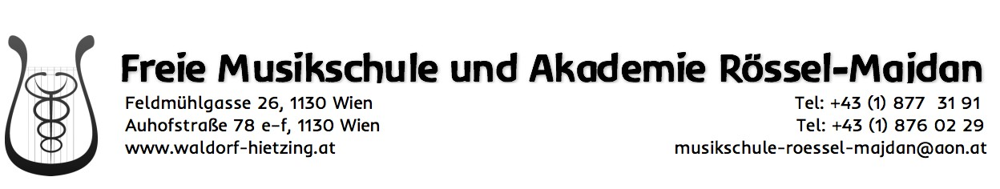 Freie Musikschule und Akademie Rössel-Majdan
Feldmühlgasse 26, 1130 Wien
Auhofstraße 78 e-f, 1130 Wien
www.waldorf-hietzing.at
Tel: +43 (1) 877 31 91
Tel: +43 (1) 876 02 29
musikschule-roessel-majdan@aon.at